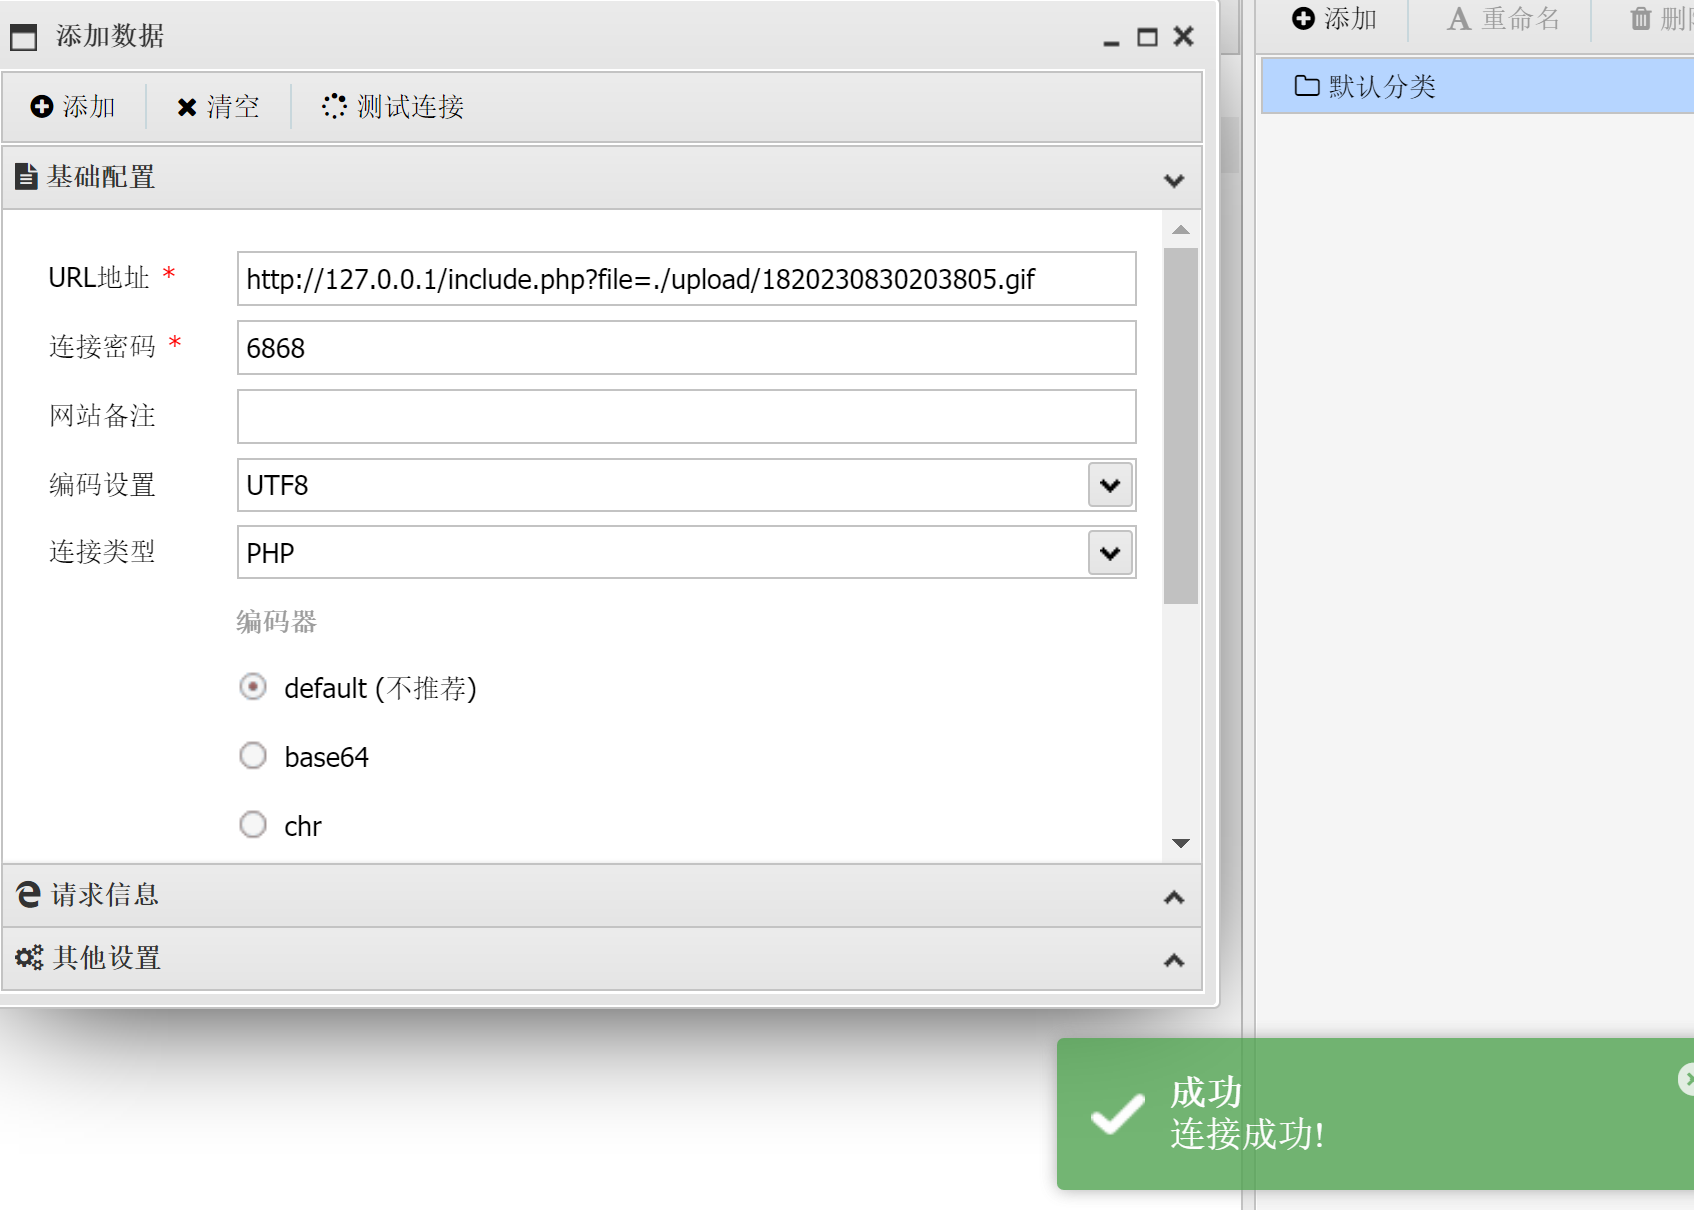 添加数据
添加 清空 测试连接
基础配置
URL地址 * http://127.0.0.1/include.php?file=./upload/1820230830203805.gif
连接密码 * 6868
网站备注
编码设置 UTF8
连接类型 PHP
编码器
default (不推荐)
base64
chr
请求信息
其他设置
添加 重命名
默认分类
成功
连接成功!